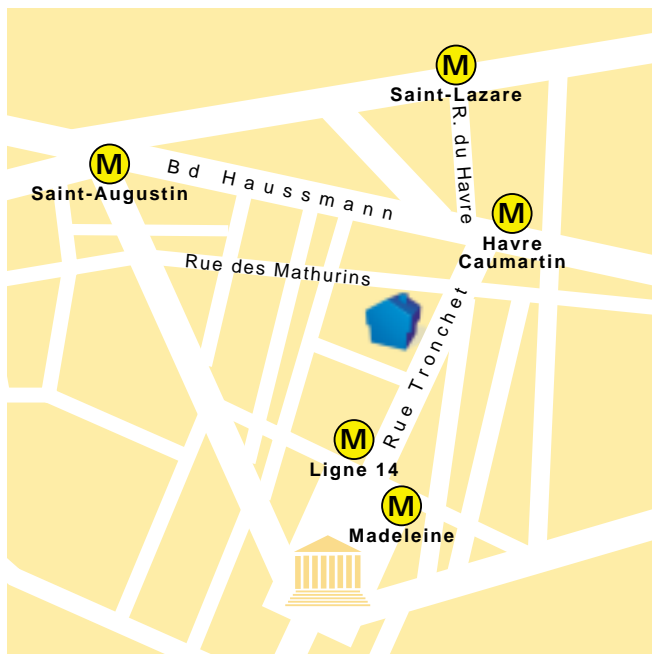 M
Saint-Lazare
R. du Havre
M
Saint-Augustin
Bd Haussmann
M
Havre
Caumartin
Rue des Mathurins
Rue Tronchet
M
Ligne 14
M
Madeleine